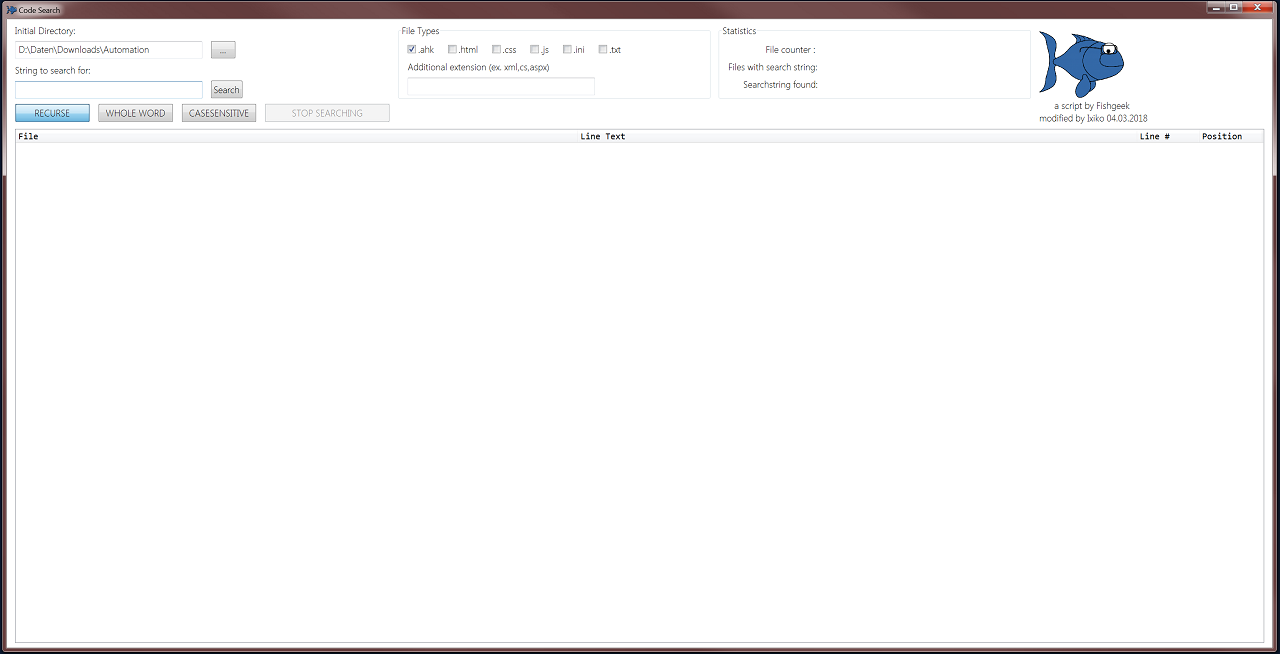 Code Search
Initial Directory:
D:\Daten\Downloads\Automation
...
String to search for:
Search
RECURSE WHOLE WORD CASESENSITIVE STOP SEARCHING
File Types
.ahk .html .css .js .ini .txt
Additional extension (ex. xml,cs,aspx)
Statistics
File counter :
Files with search string:
Searchstring found:
a script by Fishgeek
modified by Ixiko 04.03.2018
File Line Text Line # Position